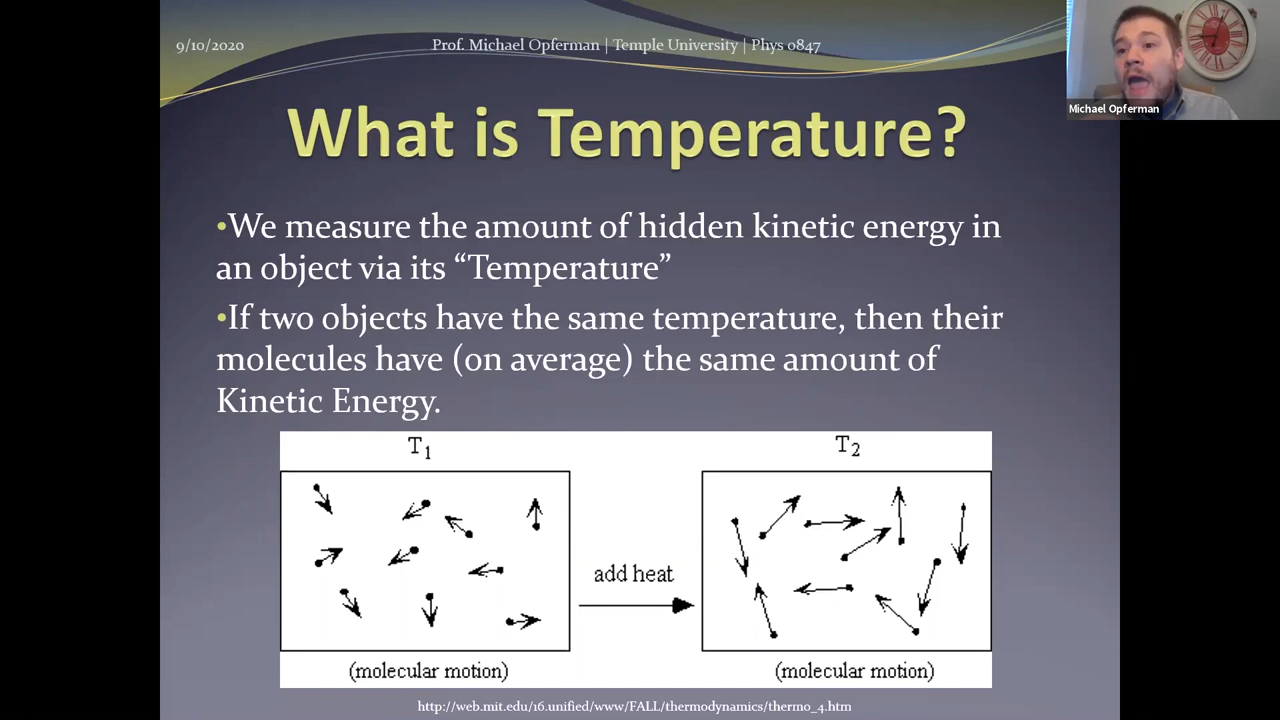 9/10/2020
Prof. Michael Opferman | Temple University | Phys 0847
Michael Opferman
What is Temperature?
•We measure the amount of hidden kinetic energy in
an object via its “Temperature”
•If two objects have the same temperature, then their
molecules have (on average) the same amount of
Kinetic Energy.
T1
T2
add heat
(molecular motion)
(molecular motion)
http://web.mit.edu/16.unified/www/FALL/thermodynamics/thermo_4.htm